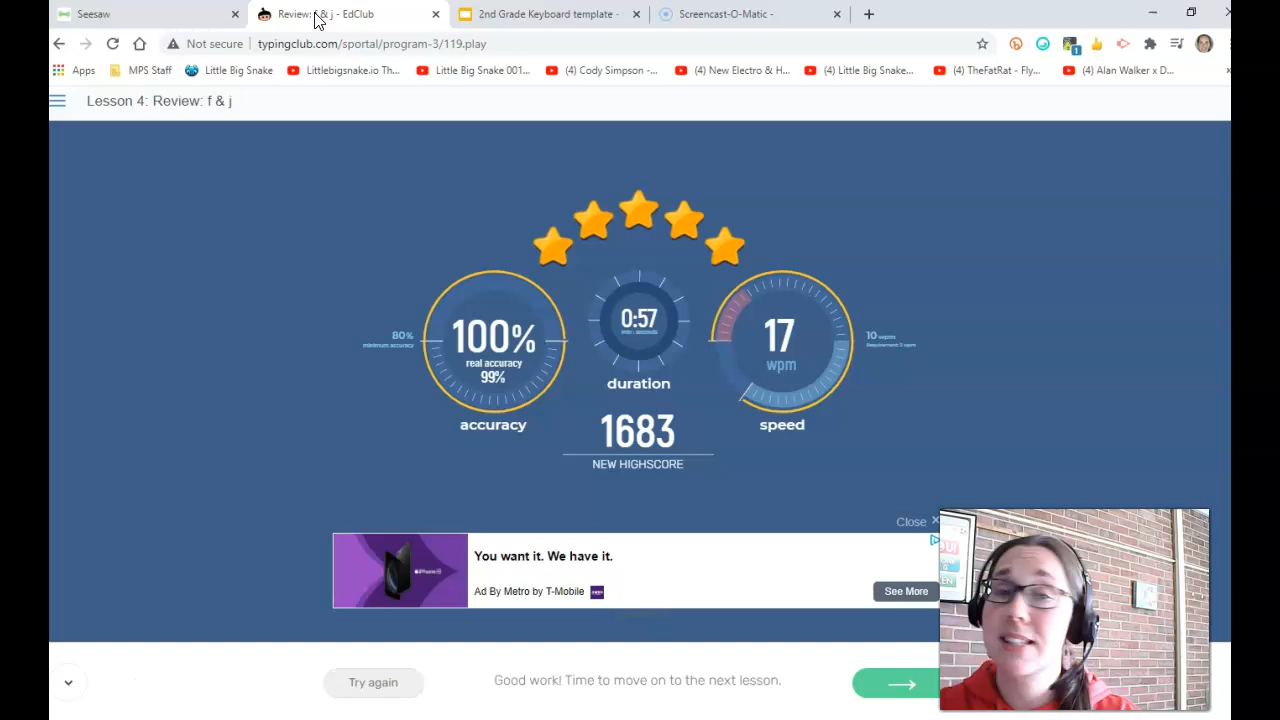 Seesaw
Review: f & j - EdClub
2nd Grade Keyboard template -
Screencast-O-Matic -
Not secure
typingclub.com/sportal/program-3/119.play
Apps
MPS Staff
Little Big Snake
Littlebigsnake.io Th...
Little Big Snake 001...
(4) Cody Simpson -...
(4) New Electro & H...
(4) Little Big Snake...
(4) TheFatRat - Fly...
(4) Alan Walker x D...
Lesson 4: Review: f & j
80%
minimum accuracy
100%
real accuracy
99%
accuracy
0:57
duration
17
wpm
speed
10 wpm
1683
NEW HIGHSCORE
Close
You want it. We have it.
Ad By Metro by T-Mobile
See More
Try again
Good work! Time to move on to the next lesson.